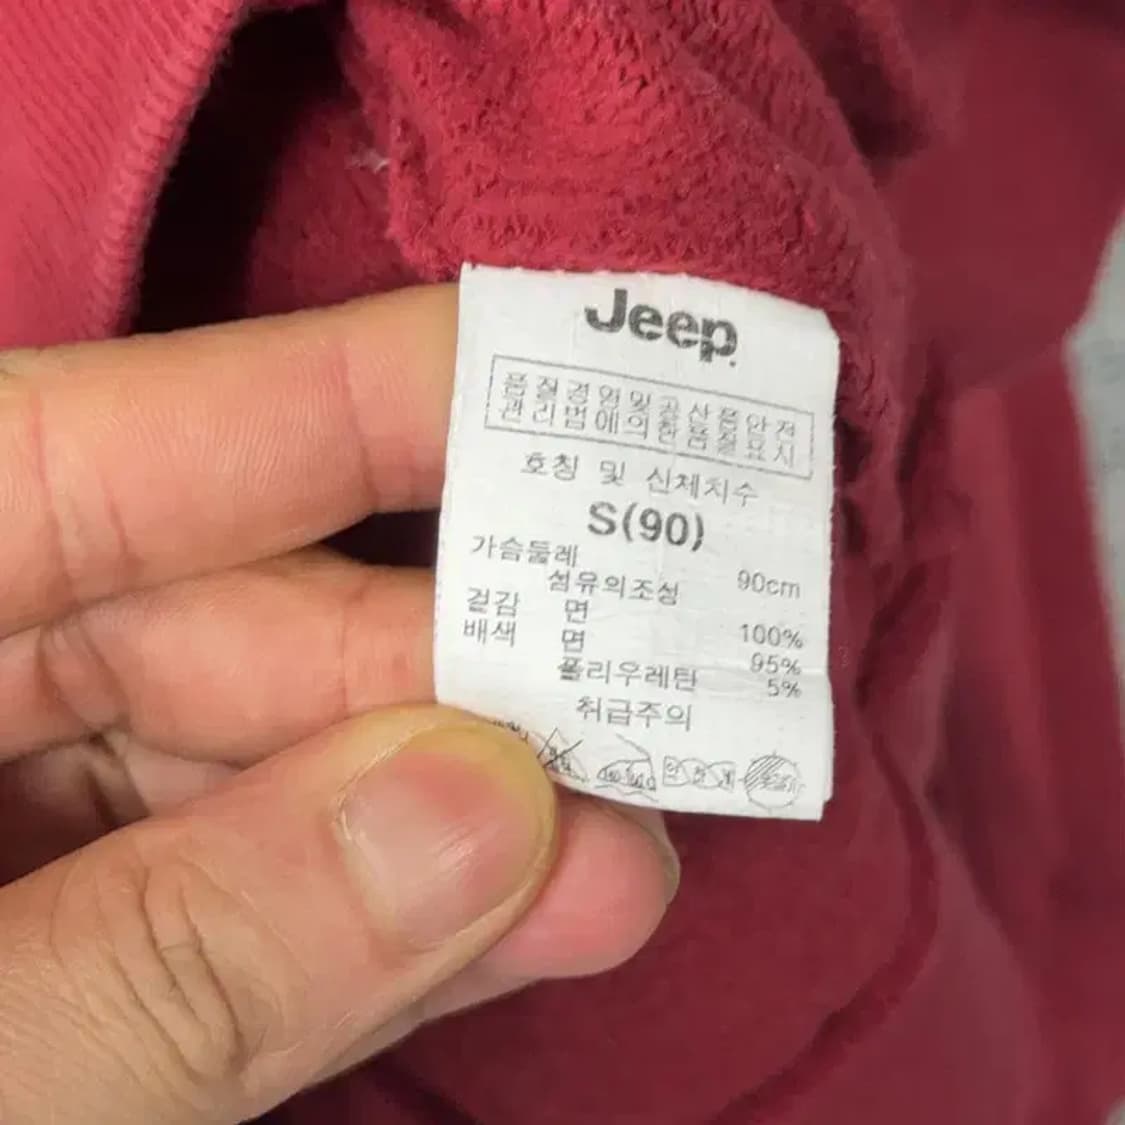 Jeep
품질경영및공산품안전
관리법에의한품질표시
호칭 및 신체치수
S(90)
가슴둘레 90cm
섬유의조성
겉감 면 100%
배색 면 95%
폴리우레탄 5%
취급주의